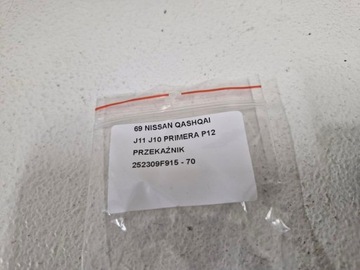 69 NISSAN QASHQAI
J11 J10 PRIMERA P12
PRZEKAŹNIK
252309F915 - 70